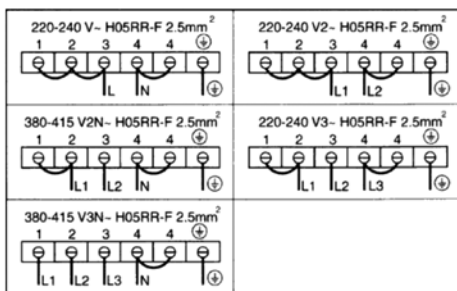 220-240 V~ H05RR-F 2.5mm²
1 2 3 4 4
L N
220-240 V2~ H05RR-F 2.5mm²
1 2 3 4 4
L1 L2
380-415 V2N~ H05RR-F 2.5mm²
1 2 3 4 4
L1 L2 N
220-240 V3~ H05RR-F 2.5mm²
1 2 3 4 4
L1 L2 L3
380-415 V3N~ H05RR-F 2.5mm²
1 2 3 4 4
L1 L2 L3 N